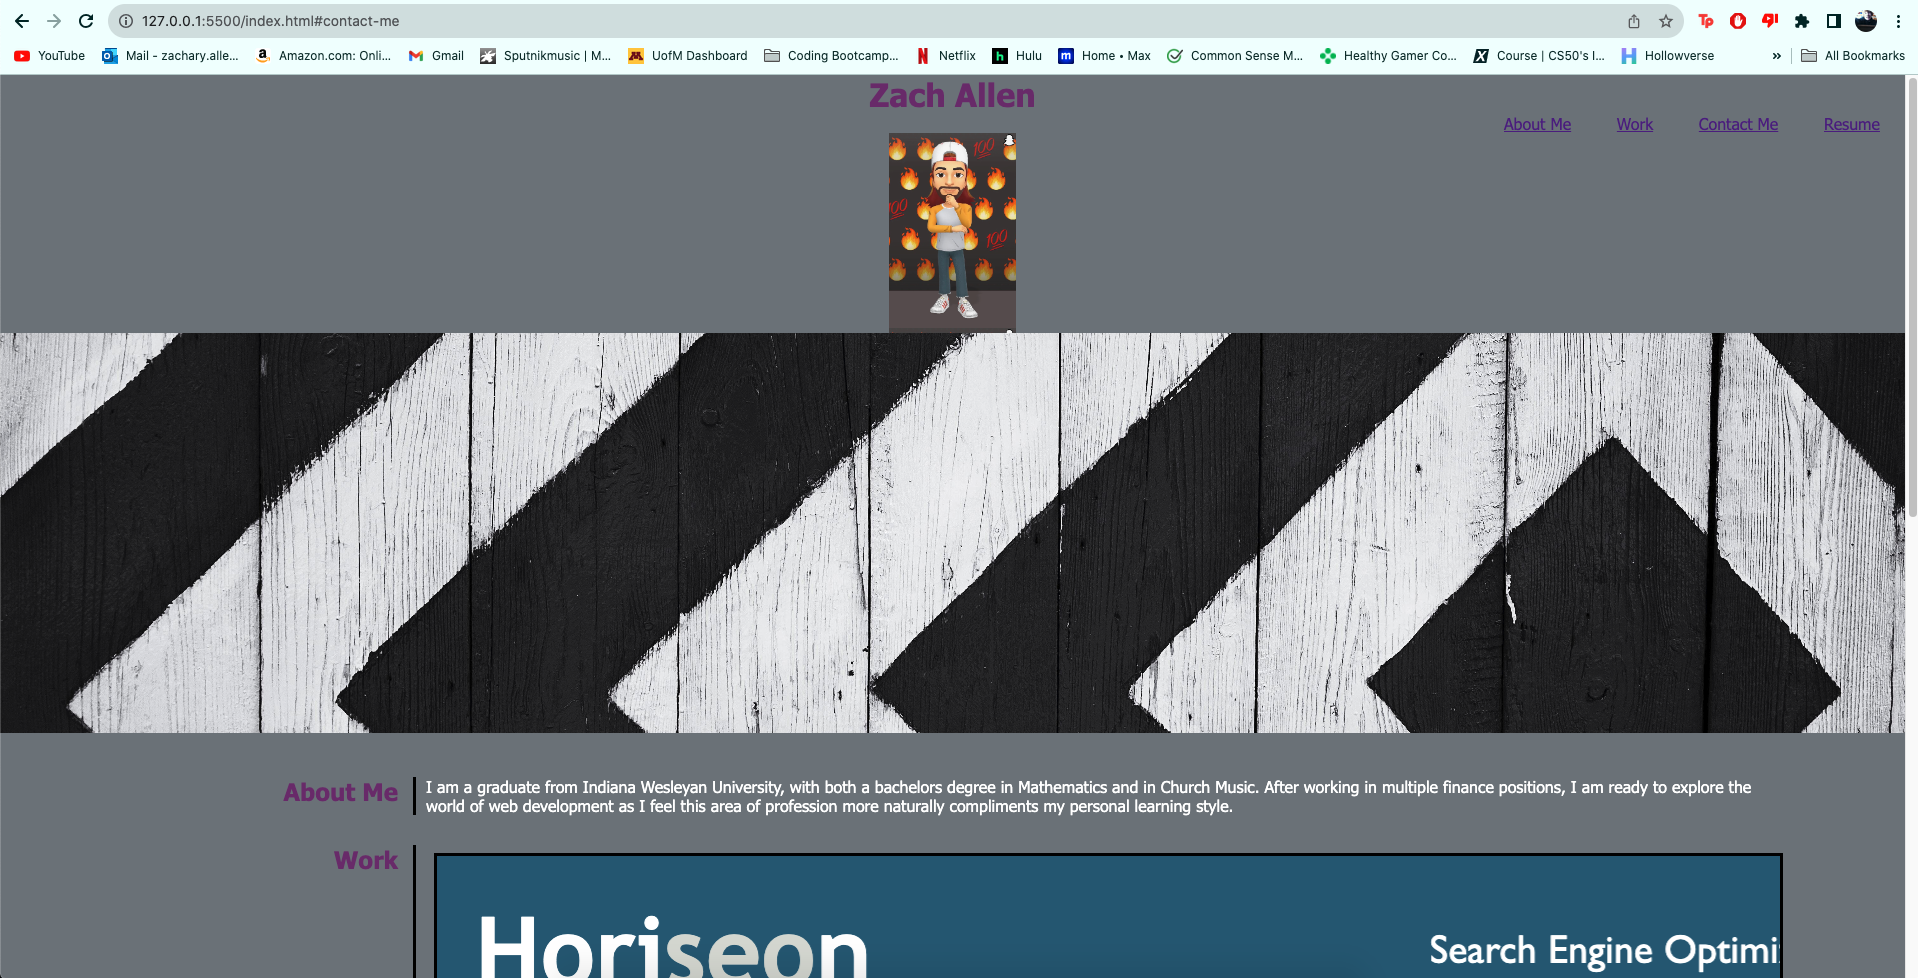 127.0.0.1:5500/index.html#contact-me
YouTube Mail - zachary.alle... Amazon.com: Onli... Gmail Sputnikmusic | M... UofM Dashboard Coding Bootcamp... Netflix Hulu Home • Max Common Sense M... Healthy Gamer Co... Course | CS50's I... Hollowverse » All Bookmarks
Zach Allen
About Me Work Contact Me Resume
100
100
100
About Me
I am a graduate from Indiana Wesleyan University, with both a bachelors degree in Mathematics and in Church Music. After working in multiple finance positions, I am ready to explore the
world of web development as I feel this area of profession more naturally compliments my personal learning style.
Work
Horiseon
Search Engine Optimi